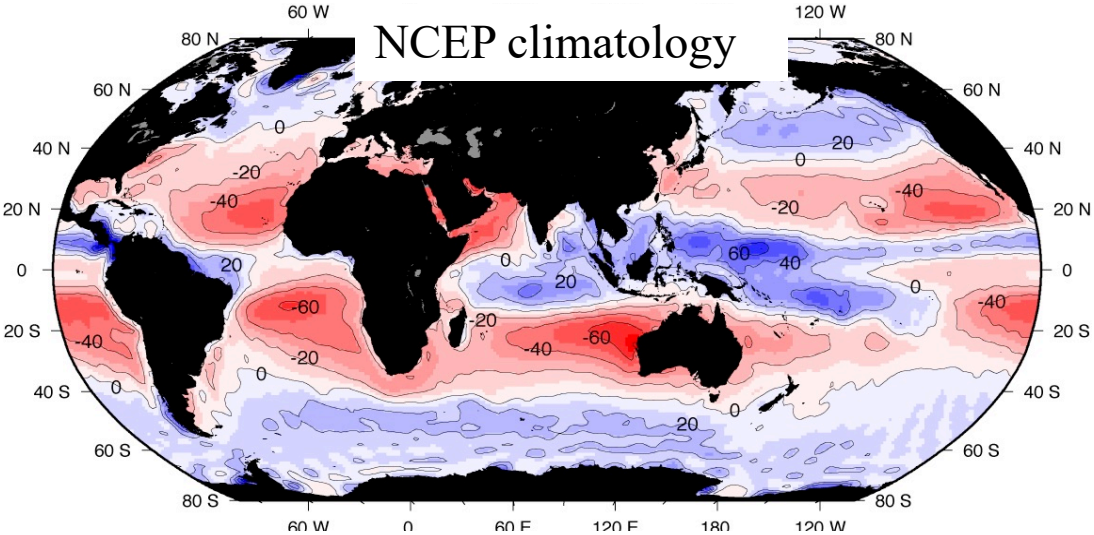 60 W 120 W
NCEP climatology
80 N 80 N
60 N 60 N
0 20
40 N 0 40 N
-20 -40
-40 -20
20 N 20 N
60
20 0 40
0 20 0 0
-60 -40
-20
20 S -60 20 S
-40 -40
-20
0 0
40 S 0 40 S
20
60 S 60 S
80 S 80 S
60 W 0 60 E 120 E 180 120 W